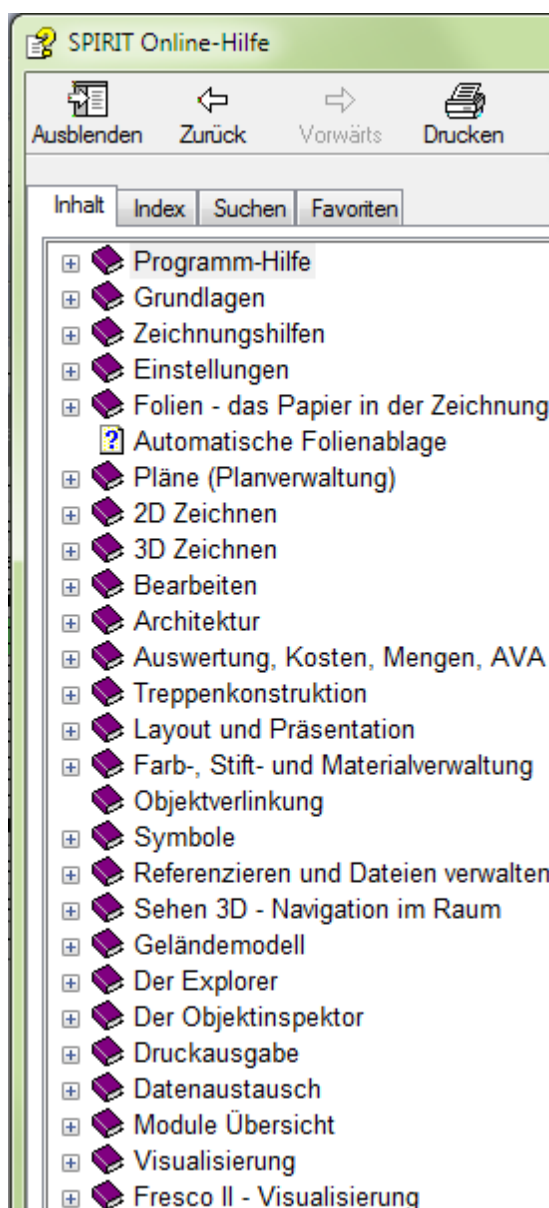 SPIRIT Online-Hilfe
Ausblenden Zurück Vorwärts Drucken
Inhalt Index Suchen Favoriten
Programm-Hilfe
Grundlagen
Zeichnungshilfen
Einstellungen
Folien - das Papier in der Zeichnung
Automatische Folienablage
Pläne (Planverwaltung)
2D Zeichnen
3D Zeichnen
Bearbeiten
Architektur
Auswertung, Kosten, Mengen, AVA
Treppenkonstruktion
Layout und Präsentation
Farb-, Stift- und Materialverwaltung
Objektverlinkung
Symbole
Referenzieren und Dateien verwalten
Sehen 3D - Navigation im Raum
Geländemodell
Der Explorer
Der Objektinspektor
Druckausgabe
Datenaustausch
Module Übersicht
Visualisierung
Fresco II - Visualisierung